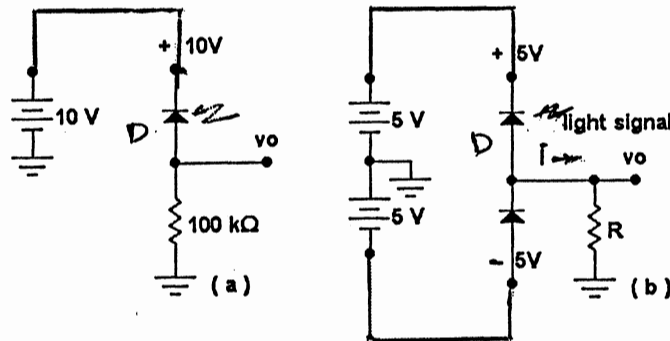 + 10V
10 V
D
vo
100 kΩ
( a )
+ 5V
5 V
D
light signal
I
vo
5 V
R
- 5V
( b )